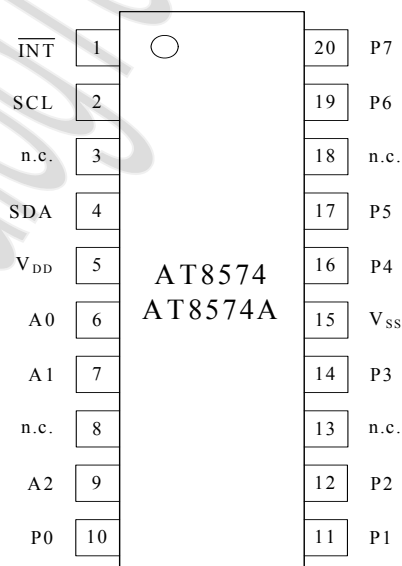 INT 1 20 P7
SCL 2 19 P6
n.c. 3 18 n.c.
SDA 4 17 P5
VDD 5 16 P4
AT8574
AT8574A
A0 6 15 VSS
A1 7 14 P3
n.c. 8 13 n.c.
A2 9 12 P2
P0 10 11 P1